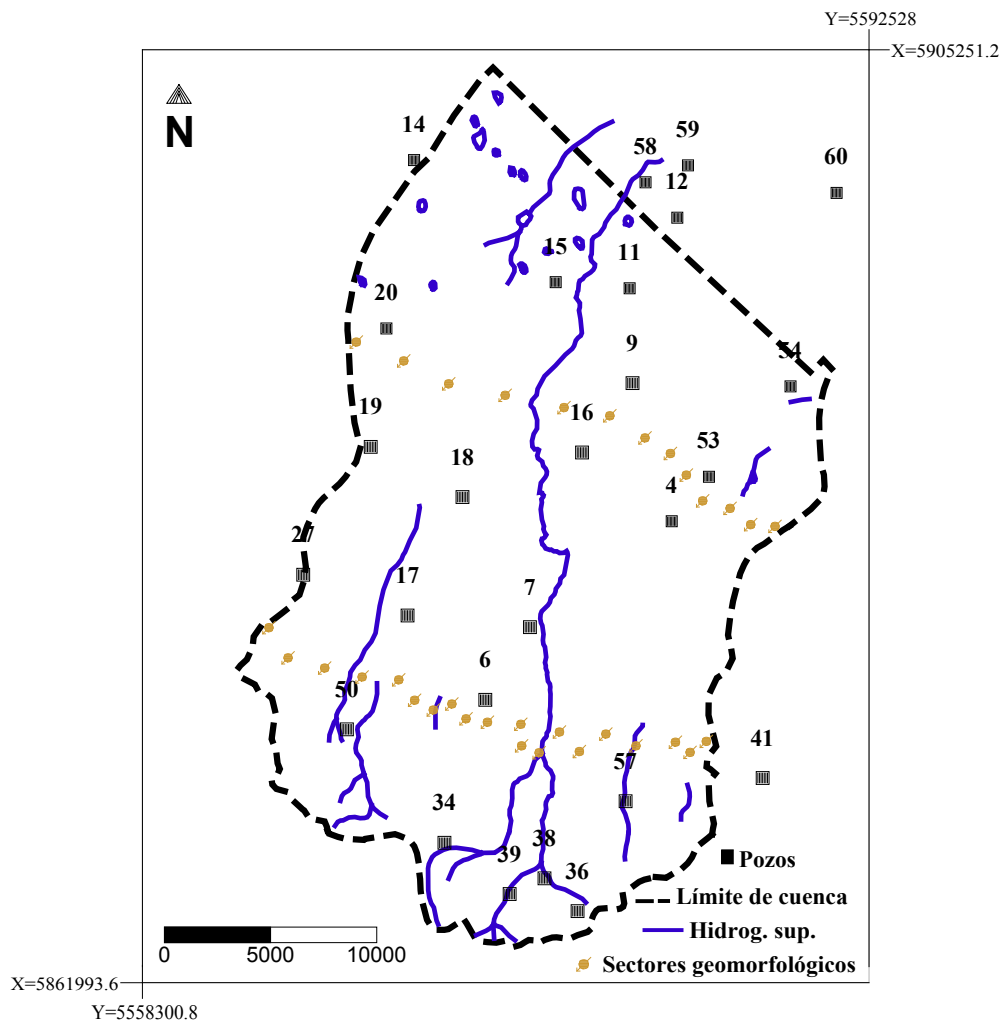 Y=5592528
X=5905251.2
N
14
59
58
60
12
15
11
20
9
54
19
16
18
53
4
27
17
7
6
50
41
57
34
38
39
36
Pozos
Límite de cuenca
Hidrog. sup.
Sectores geomorfológicos
0 5000 10000
X=5861993.6
Y=5558300.8